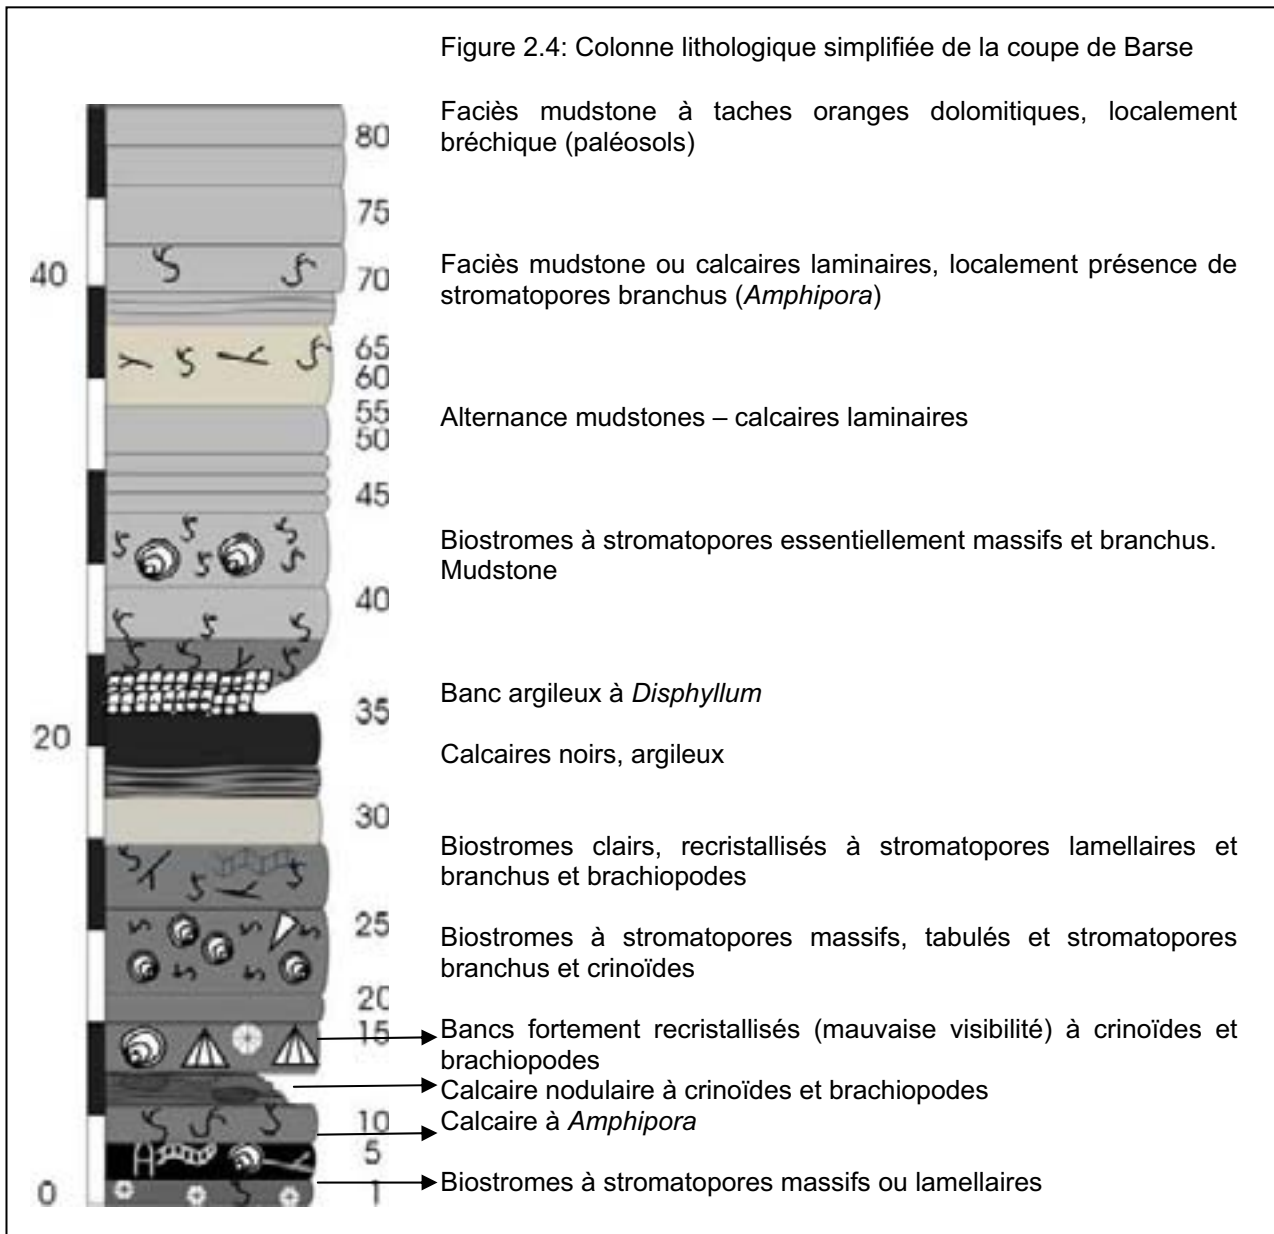 Figure 2.4: Colonne lithologique simplifiée de la coupe de Barse
Faciès mudstone à taches oranges dolomitiques, localement
bréchique (paléosols)
80
75
40
70
Faciès mudstone ou calcaires laminaires, localement présence de
stromatopores branchus (Amphipora)
65
60
55
50
Alternance mudstones – calcaires laminaires
45
Biostromes à stromatopores essentiellement massifs et branchus.
Mudstone
40
Banc argileux à Disphyllum
35
20
Calcaires noirs, argileux
30
Biostromes clairs, recristallisés à stromatopores lamellaires et
branchus et brachiopodes
25
Biostromes à stromatopores massifs, tabulés et stromatopores
branchus et crinoïdes
20
15
Bancs fortement recristallisés (mauvaise visibilité) à crinoïdes et
brachiopodes
Calcaire nodulaire à crinoïdes et brachiopodes
10
Calcaire à Amphipora
5
0
1
Biostromes à stromatopores massifs ou lamellaires